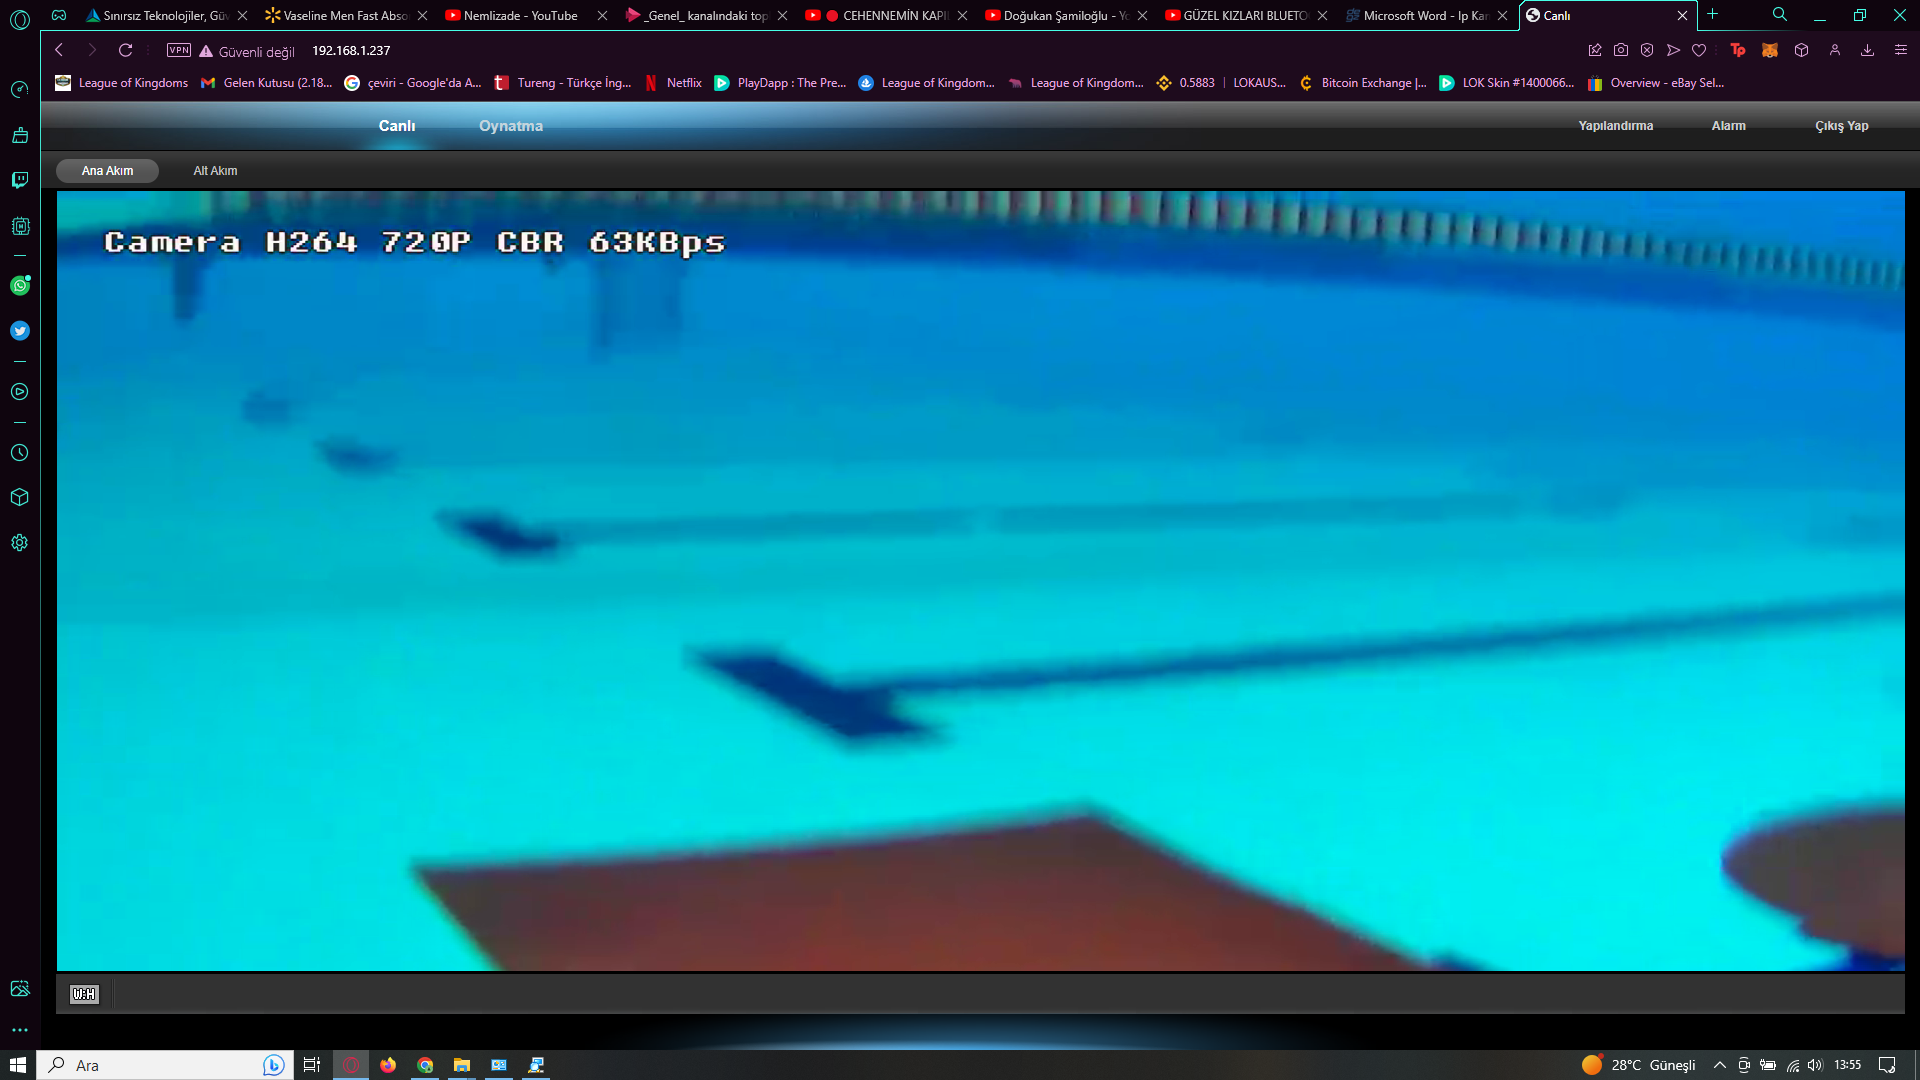 Sınırsız Teknolojiler, Güv
Vaseline Men Fast Abso
Nemlizade - YouTube
_Genel_ kanalındaki top
CEHENNEMİN KAPI
Doğukan Şamiloğlu - Yo
GÜZEL KIZLARI BLUETO
Microsoft Word - Ip Kam
Canlı
VPN
Güvenli değil
192.168.1.237
League of Kingdoms
Gelen Kutusu (2.18...
çeviri - Google'da A...
Tureng - Türkçe İng...
Netflix
PlayDapp : The Pre...
League of Kingdom...
League of Kingdom...
0.5883 | LOKAUS...
Bitcoin Exchange |...
LOK Skin #1400066...
Overview - eBay Sel...
Canlı
Oynatma
Yapılandırma
Alarm
Çıkış Yap
Ana Akım
Alt Akım
Camera H264 720P CBR 63KBps
W:H
Ara
28°C Güneşli
13:55